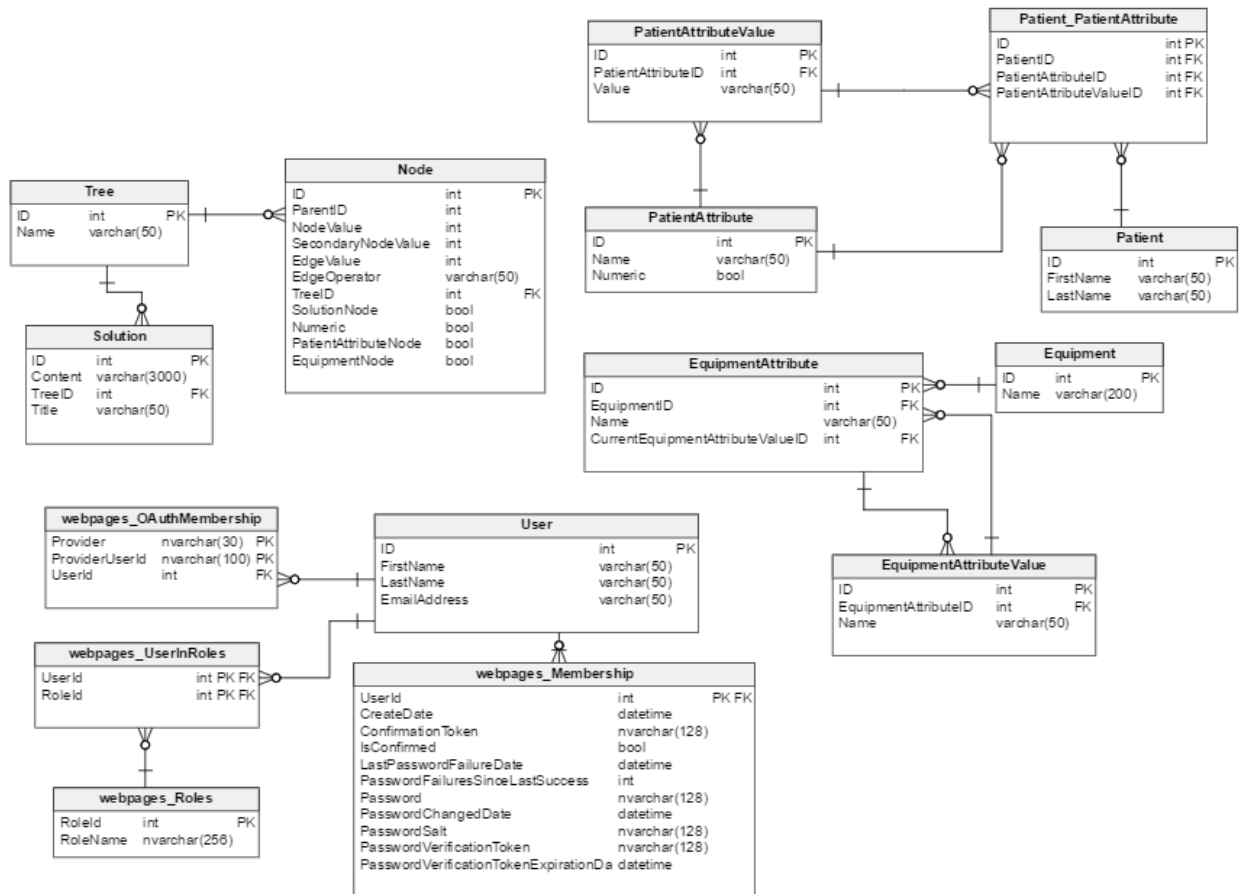 PatientAttributeValue
ID int PK
PatientAttributeID int FK
Value varchar(50)
Patient_PatientAttribute
ID int PK
PatientID int FK
PatientAttributeID int FK
PatientAttributeValueID int FK
Tree
ID int PK
Name varchar(50)
Node
ID int PK
ParentID int
NodeValue int
SecondaryNodeValue int
EdgeValue int
EdgeOperator varchar(50)
TreeID int FK
SolutionNode bool
Numeric bool
PatientAttributeNode bool
EquipmentNode bool
PatientAttribute
ID int PK
Name varchar(50)
Numeric bool
Patient
ID int PK
FirstName varchar(50)
LastName varchar(50)
Solution
ID int PK
Content varchar(3000)
TreeID int FK
Title varchar(50)
EquipmentAttribute
ID int PK
EquipmentID int FK
Name varchar(50)
CurrentEquipmentAttributeValueID int FK
Equipment
ID int PK
Name varchar(200)
webpages_OAuthMembership
Provider nvarchar(30) PK
ProviderUserId nvarchar(100) PK
UserId int FK
User
ID int PK
FirstName varchar(50)
LastName varchar(50)
EmailAddress varchar(50)
EquipmentAttributeValue
ID int PK
EquipmentAttributeID int FK
Name varchar(50)
webpages_UserInRoles
UserId int PK FK
RoleId int PK FK
webpages_Membership
UserId int PK FK
CreateDate datetime
ConfirmationToken nvarchar(128)
IsConfirmed bool
LastPasswordFailureDate datetime
PasswordFailuresSinceLastSuccess int
Password nvarchar(128)
PasswordChangedDate datetime
PasswordSalt nvarchar(128)
PasswordVerificationToken nvarchar(128)
PasswordVerificationTokenExpirationDa datetime
webpages_Roles
RoleId int PK
RoleName nvarchar(256)